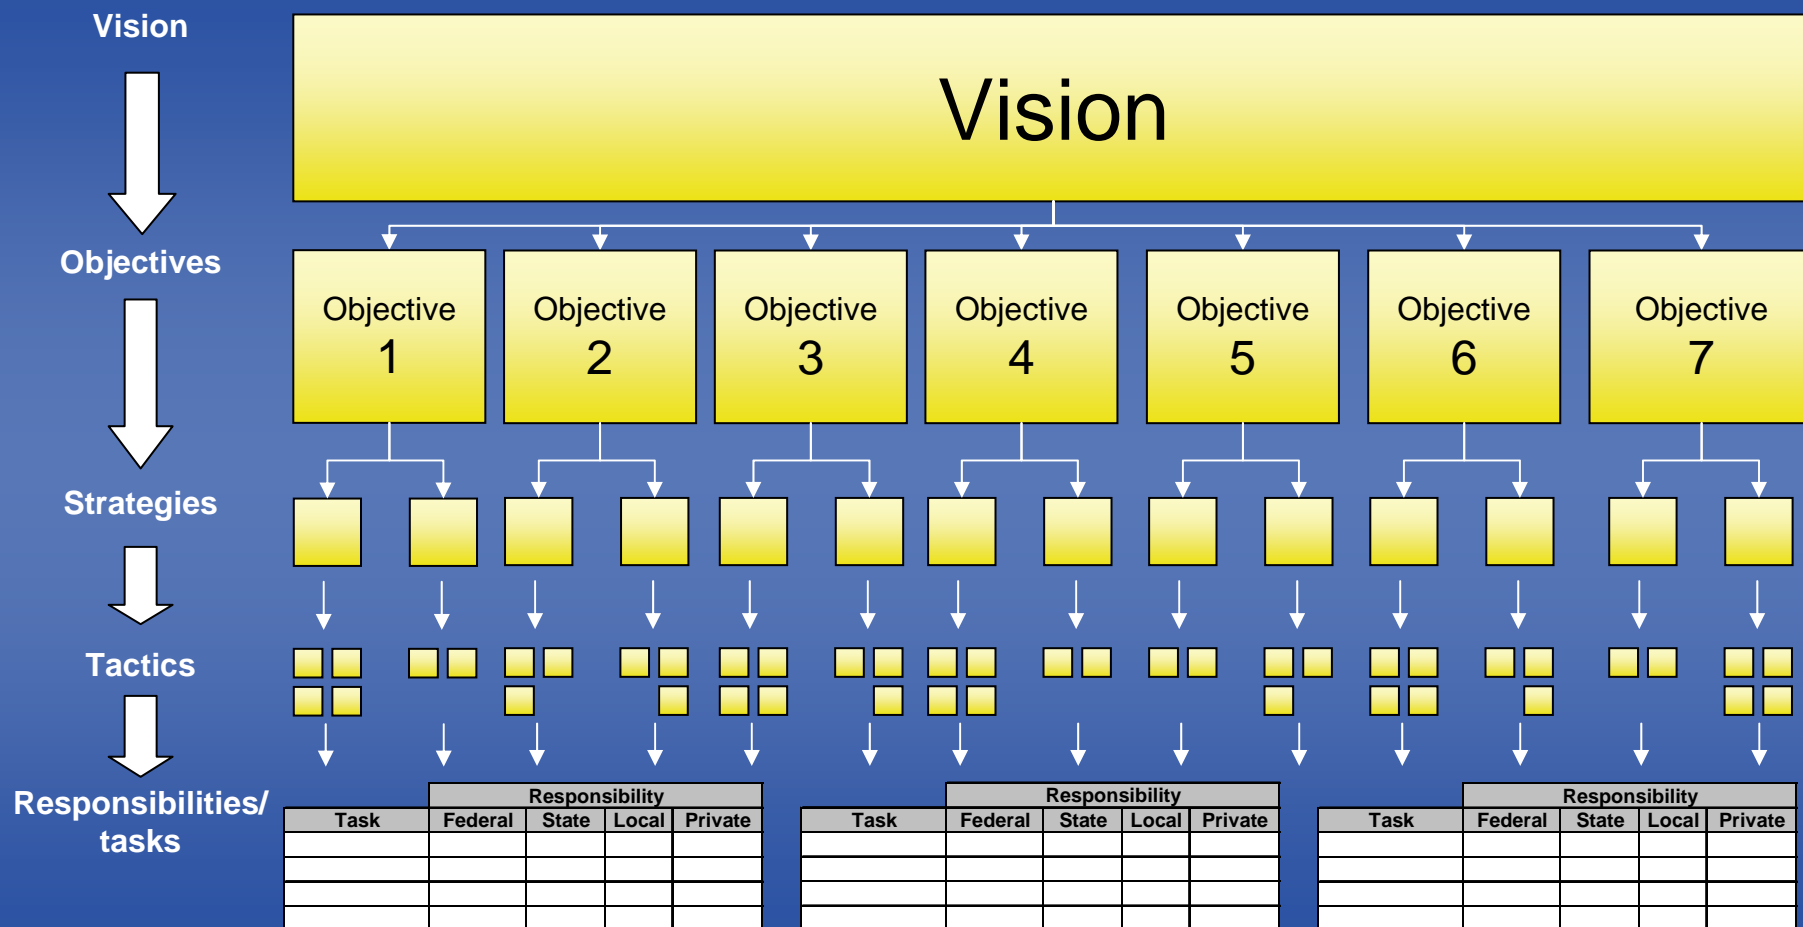 Vision
Vision
Objectives
Objective
1
Objective
2
Objective
3
Objective
4
Objective
5
Objective
6
Objective
7
Strategies
Tactics
Responsibilities/
tasks
Responsibility
Task Federal State Local Private
Responsibility
Task Federal State Local Private
Responsibility
Task Federal State Local Private